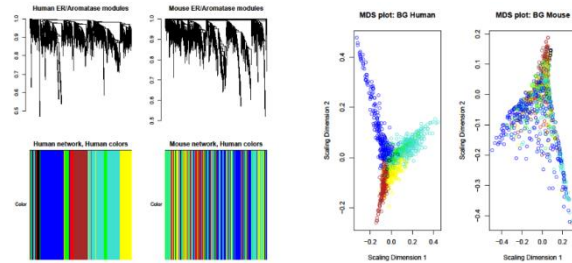 Human ER/Aromatase modules
Mouse ER/Aromatase modules
1.0
0.9
0.8
0.7
0.6
0.5
1.0
0.9
0.8
0.7
0.6
0.5
Human network, Human colors
Mouse network, Human colors
Color
Color
MDS plot: BG Human
Scaling Dimension 2
0.4
0.2
0.0
−0.2
−0.2
0.0
0.2
0.4
Scaling Dimension 1
MDS plot: BG Mouse
Scaling Dimension 2
0.2
0.1
0.0
−0.1
−0.2
−0.3
−0.4
−0.4
−0.2
0.0
0.2
Scaling Dimension 1